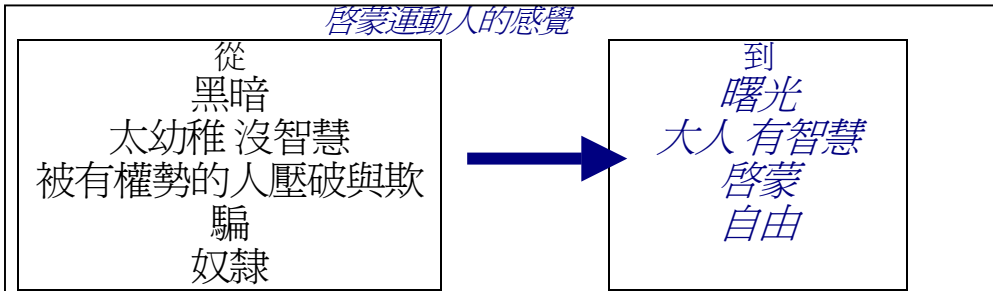 啓蒙運動人的感覺
從
黑暗
太幼稚 沒智慧
被有權勢的人壓破與欺
騙
奴隸
到
曙光
大人 有智慧
啓蒙
自由